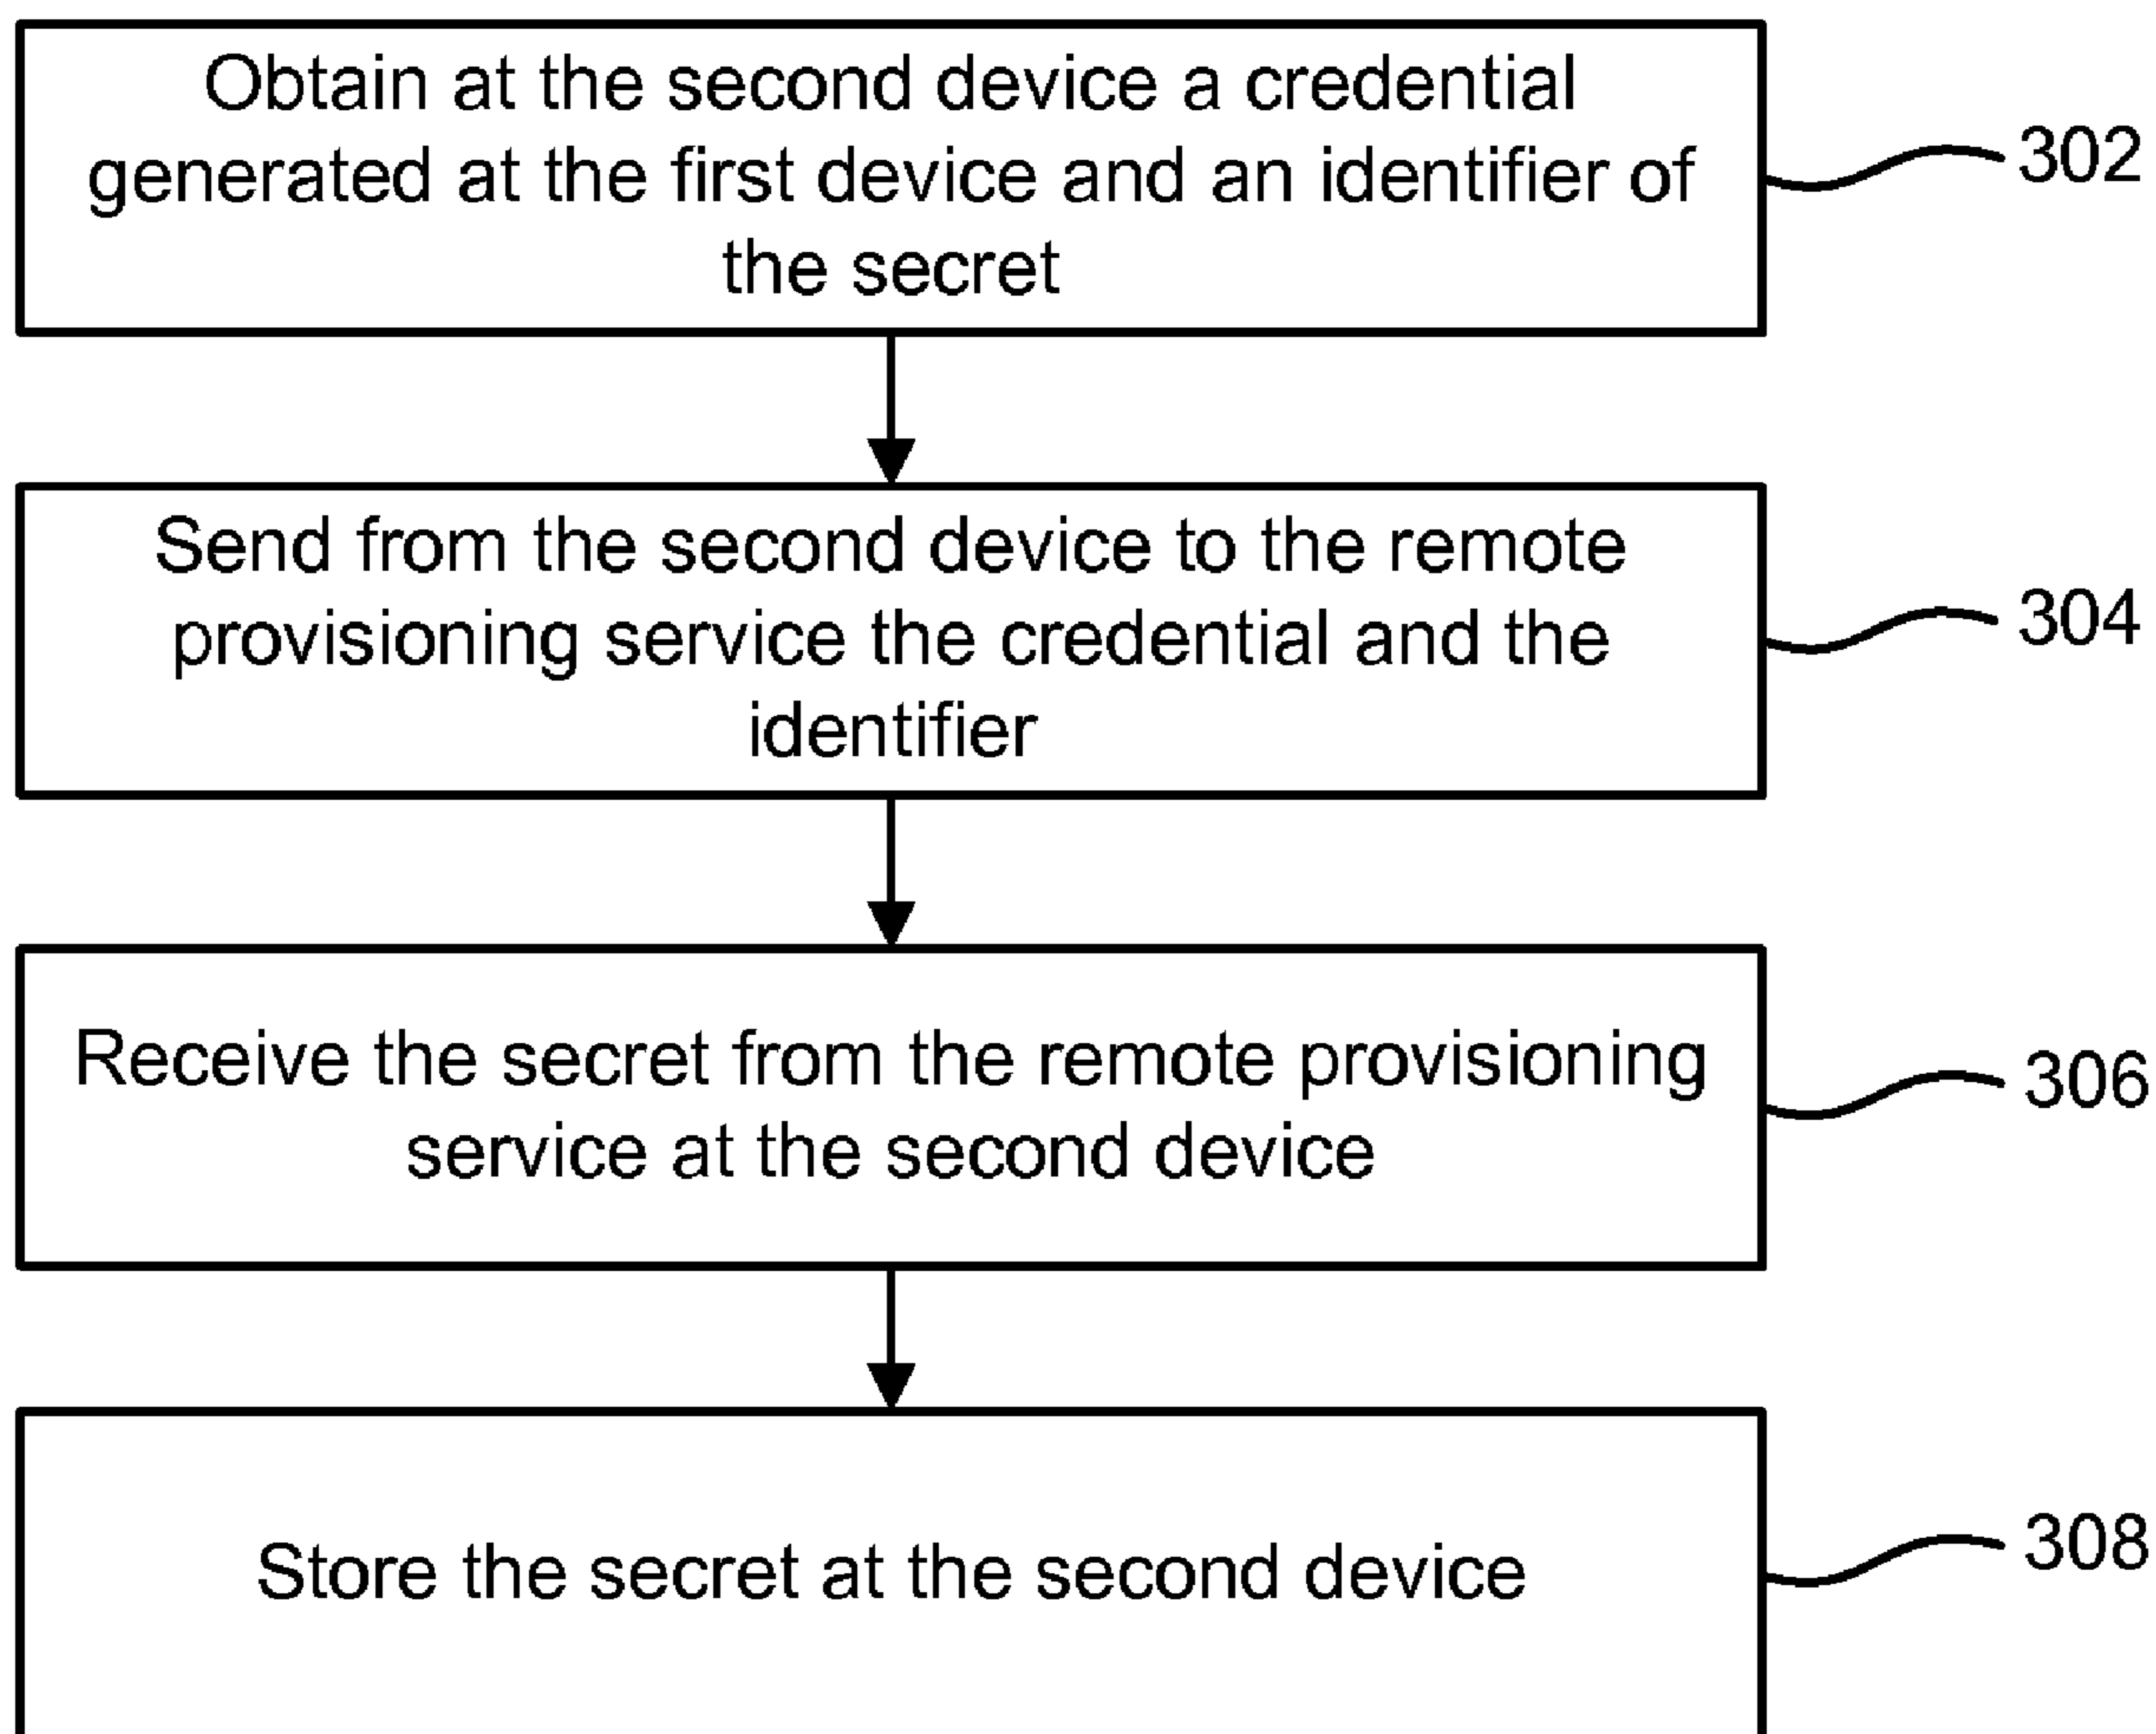 Obtain at the second device a credential
generated at the first device and an identifier of
the secret
302
Send from the second device to the remote
provisioning service the credential and the
identifier
304
Receive the secret from the remote provisioning
service at the second device
306
Store the secret at the second device
308